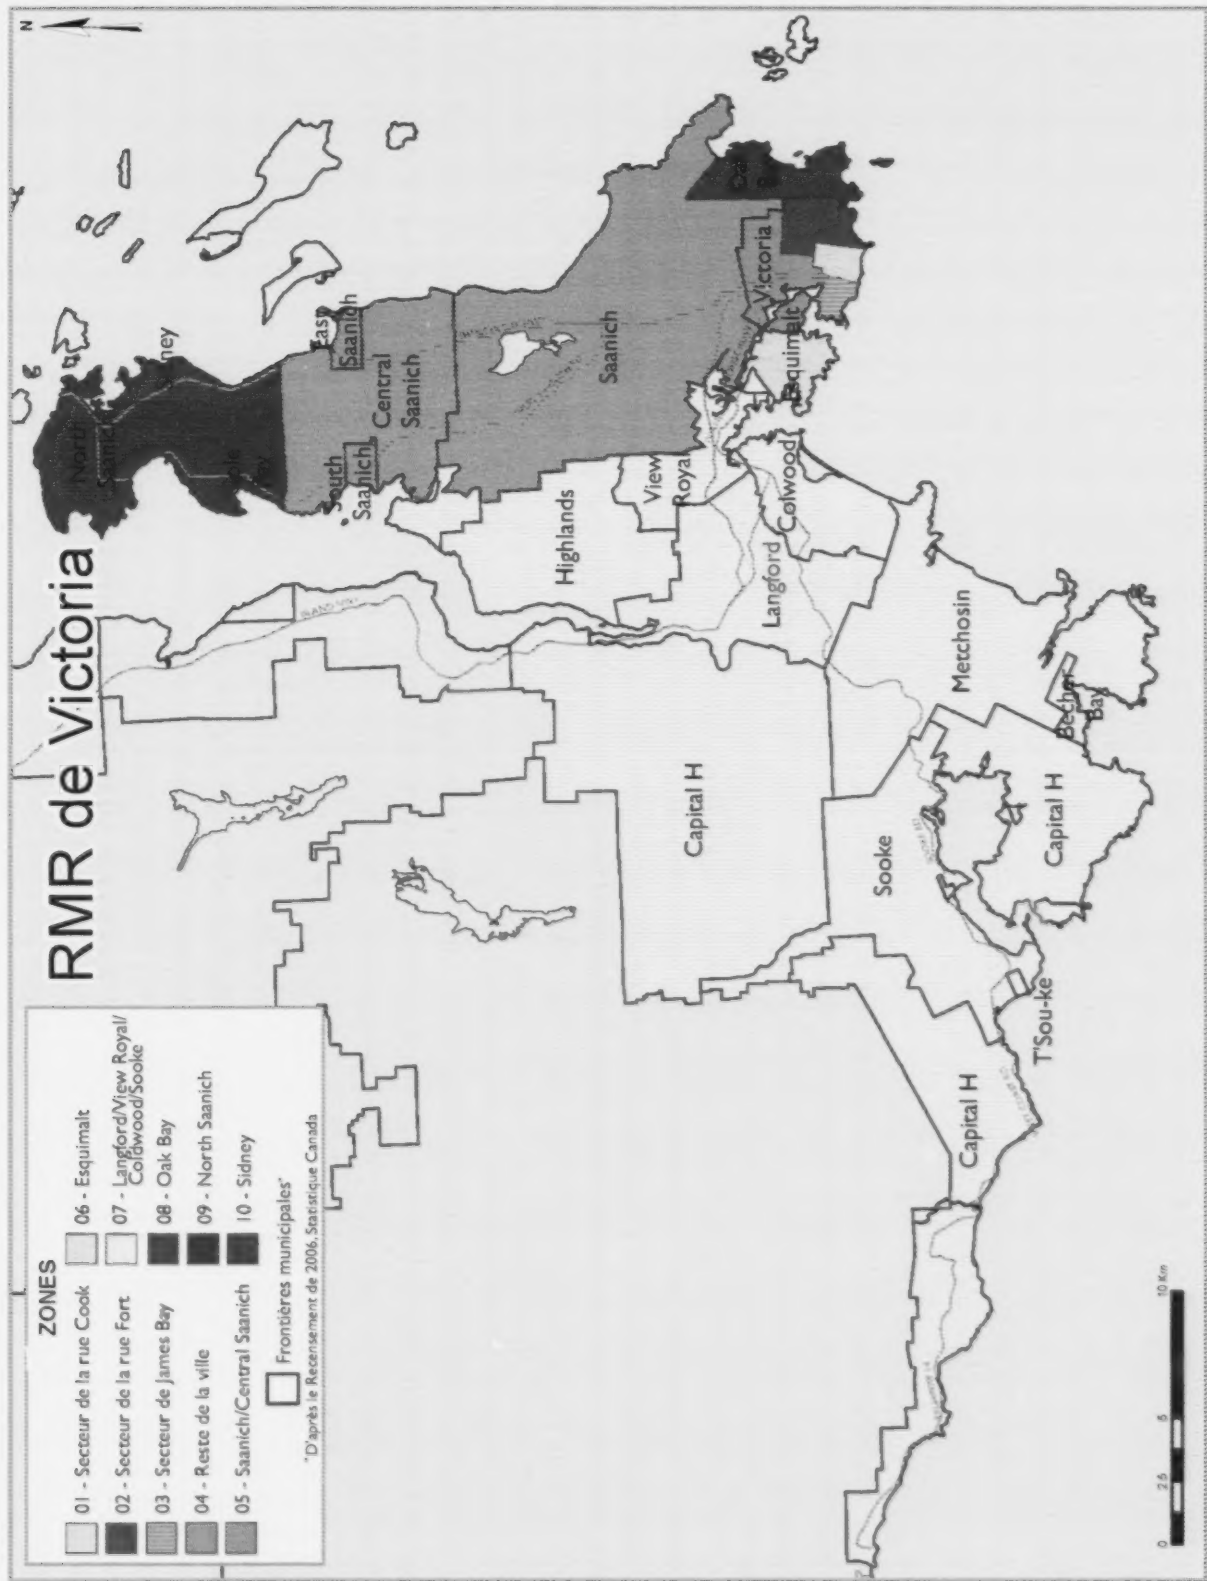 RMR de Victoria
N
ZONES
01 - Secteur de la rue Cook
02 - Secteur de la rue Fort
03 - Secteur de James Bay
04 - Reste de la ville
05 - Saanich/Central Saanich
06 - Esquimalt
07 - Langford/View Royal/
Coldwood/Sooke
08 - Oak Bay
09 - North Saanich
10 - Sidney
Frontières municipales*
*D'après le Recensement de 2006, Statistique Canada
North
Saanich
Sidney
East
Saanich
Central
Saanich
South
Saanich
Saanich
Highlands
View
Royal
Victoria
Esquimalt
Colwood
Langford
Metchosin
Becher
Bay
Capital H
Sooke
Capital H
T'Sou-ke
Capital H
0 2.5 5 10 Km